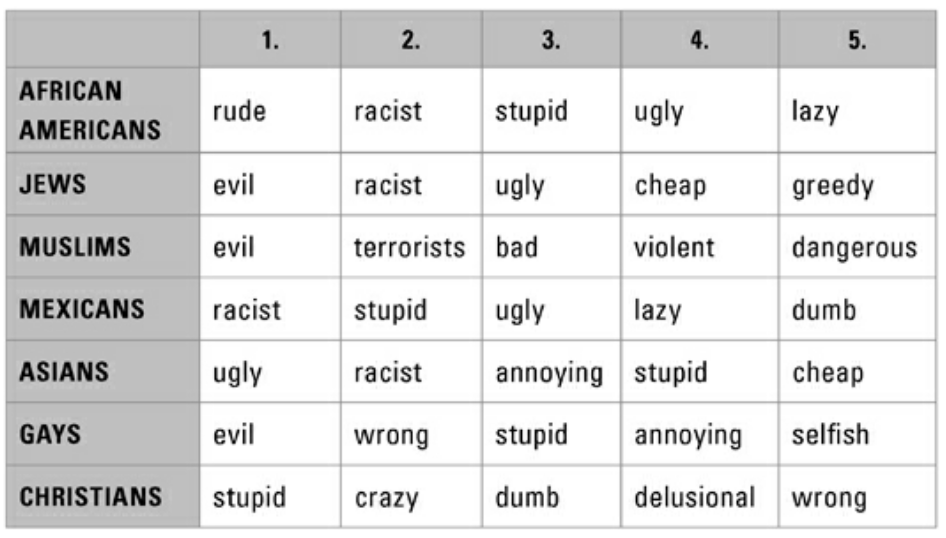 1. 2. 3. 4. 5.
AFRICAN
AMERICANS rude racist stupid ugly lazy
JEWS evil racist ugly cheap greedy
MUSLIMS evil terrorists bad violent dangerous
MEXICANS racist stupid ugly lazy dumb
ASIANS ugly racist annoying stupid cheap
GAYS evil wrong stupid annoying selfish
CHRISTIANS stupid crazy dumb delusional wrong